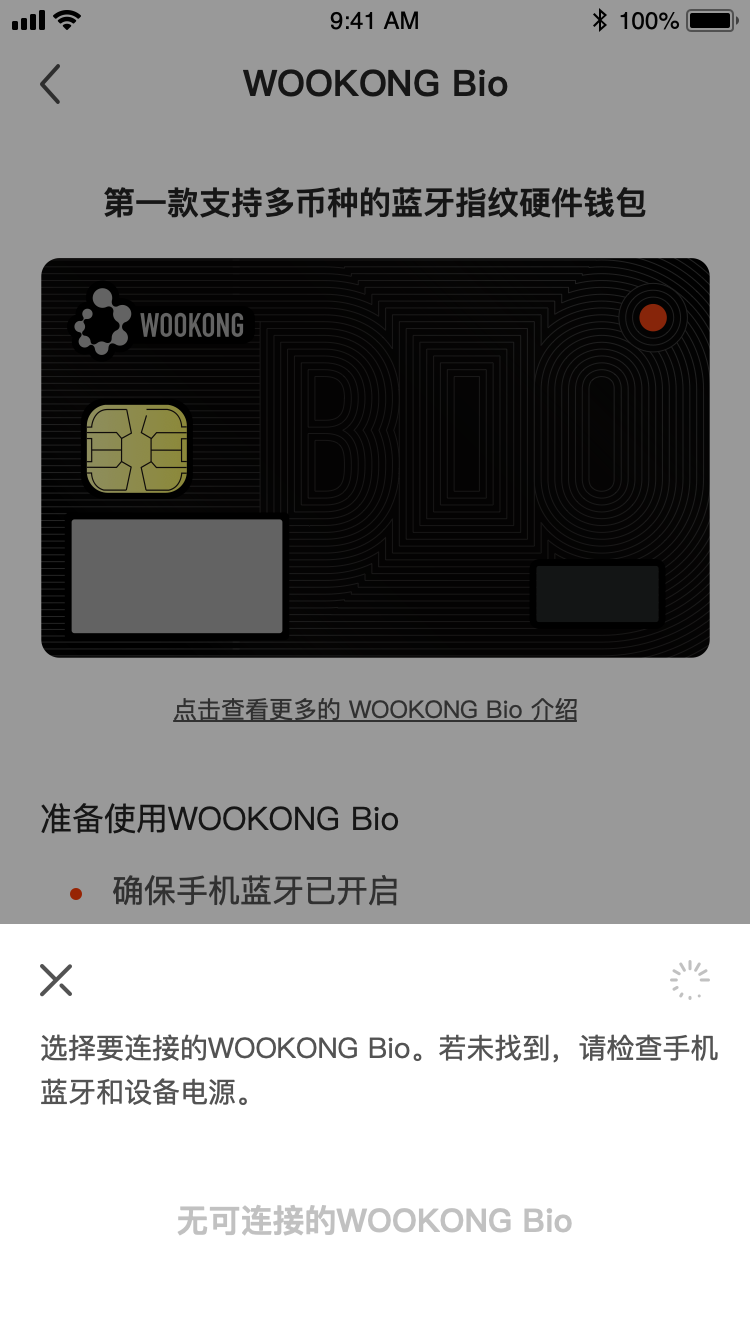 9:41 AM
100%
WOOKONG Bio
第一款支持多币种的蓝牙指纹硬件钱包
WOOKONG
BIO
点击查看更多的 WOOKONG Bio 介绍
准备使用WOOKONG Bio
确保手机蓝牙已开启
选择要连接的WOOKONG Bio。若未找到，请检查手机
蓝牙和设备电源。
无可连接的WOOKONG Bio